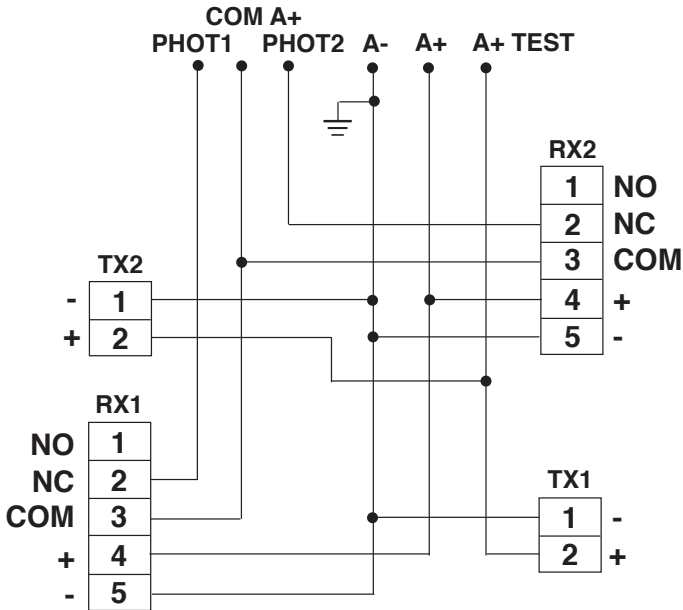 COM A+
PHOT1 PHOT2 A- A+ A+ TEST
RX2
1 NO
2 NC
3 COM
4 +
5 -
TX2
- 1
+ 2
RX1
NO 1
NC 2
COM 3
+ 4
- 5
TX1
1 -
2 +